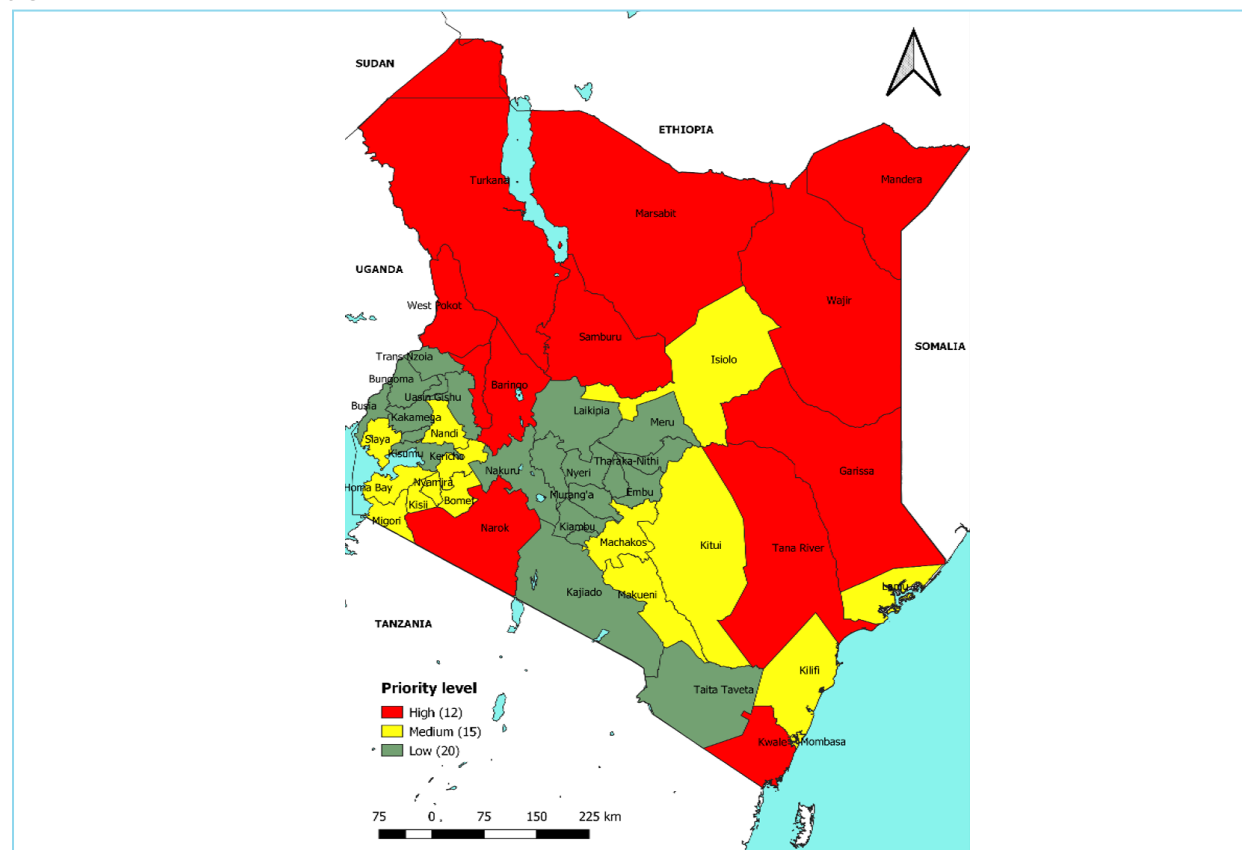 SUDAN
ETHIOPIA
Mandera
Turkana
Marsabit
UGANDA
Wajir
West Pokot
Samburu
SOMALIA
Trans-Nzoia
Isiolo
Bungoma
Baringo
Uasin Gishu
Busia
Laikipia
Kakamega
Meru
Nandi
Siaya
Kisumu
Kericho
Tharaka-Nithi
Nakuru
Nyeri
Garissa
Nyamira
Homa Bay
Embu
Murang'a
Bomet
Kisii
Migori
Narok
Kiambu
Machakos
Kitui
Tana River
Lamu
Kajiado
Makueni
TANZANIA
Kilifi
Taita Taveta
Priority level
High (12)
Medium (15)
Low (20)
Kwale
Mombasa
75 0 75 150 225 km